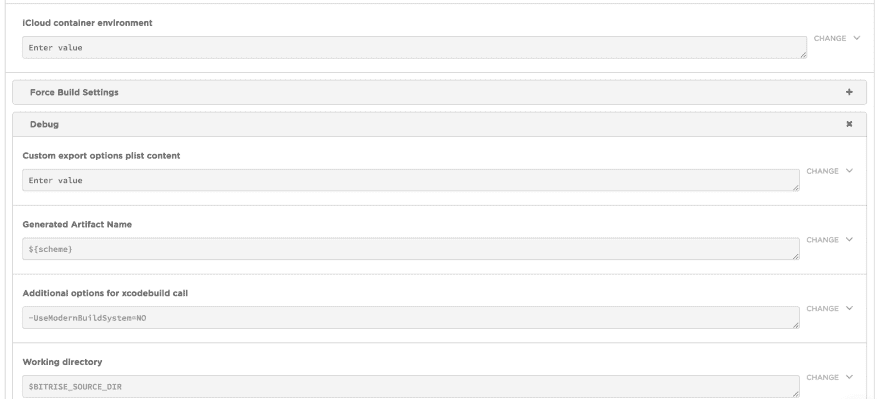 iCloud container environment
CHANGE
Enter value
Force Build Settings
Debug
Custom export options plist content
CHANGE
Enter value
Generated Artifact Name
CHANGE
${scheme}
Additional options for xcodebuild call
CHANGE
-UseModernBuildSystem=NO
Working directory
CHANGE
$BITRISE_SOURCE_DIR